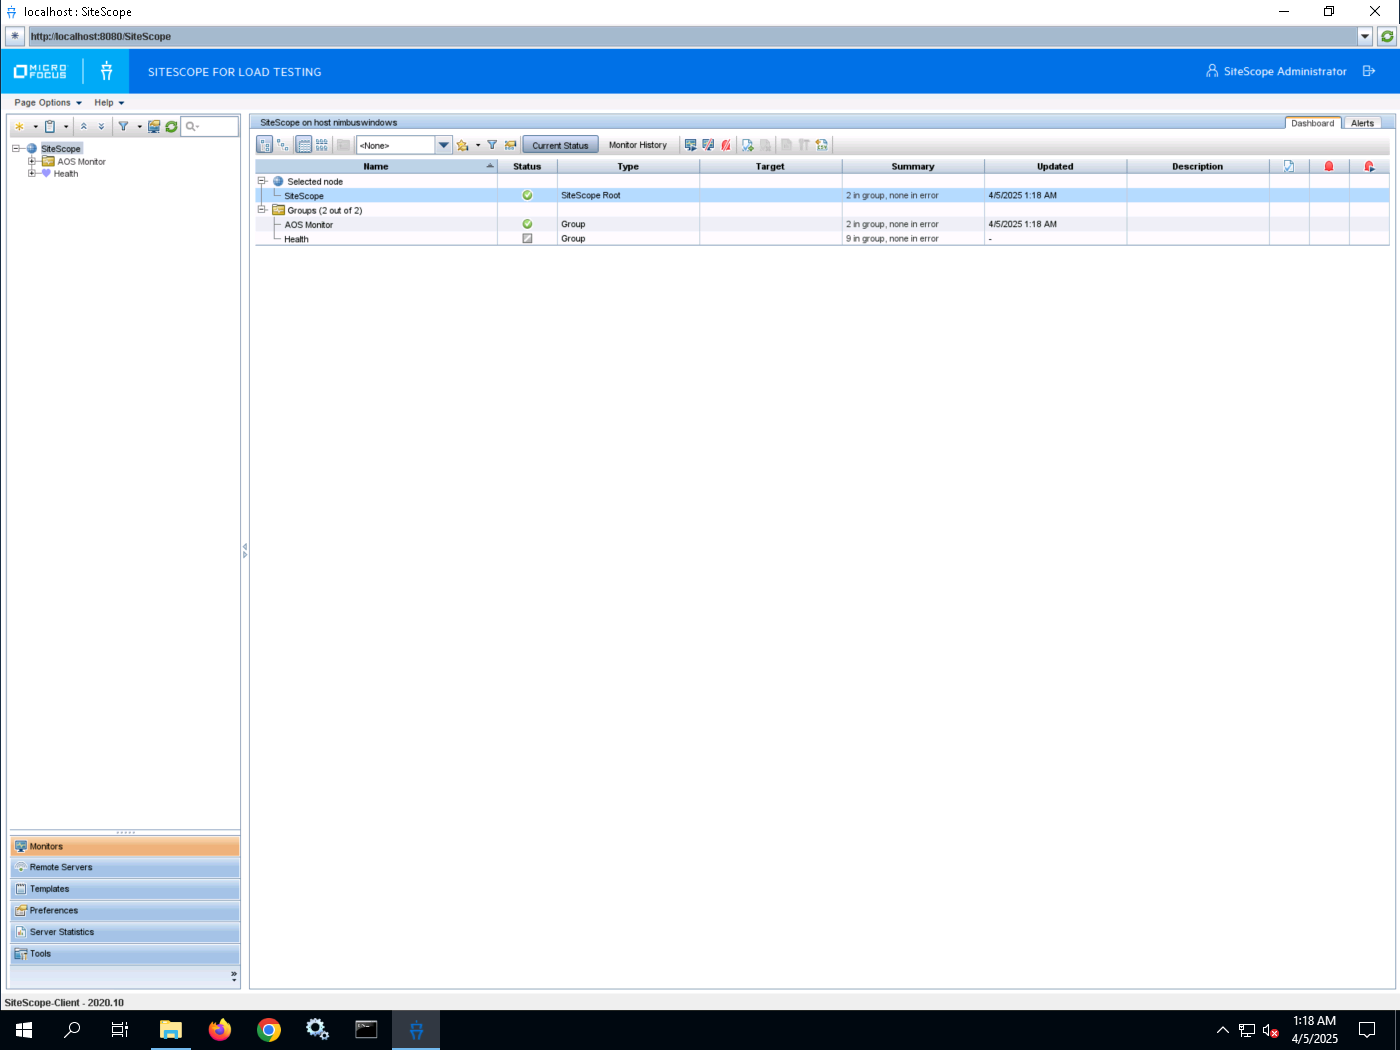 localhost : SiteScope
http://localhost:8080/SiteScope
MICRO FOCUS
SITESCOPE FOR LOAD TESTING
SiteScope Administrator
Page Options
Help
SiteScope on host nimbuswindows
Dashboard
Alerts
<None>
Current Status
Monitor History
SiteScope
AOS Monitor
Health
Name Status Type Target Summary Updated Description
Selected node
SiteScope SiteScope Root 2 in group, none in error 4/5/2025 1:18 AM
Groups (2 out of 2)
AOS Monitor Group 2 in group, none in error 4/5/2025 1:18 AM
Health Group 9 in group, none in error -
Monitors
Remote Servers
Templates
Preferences
Server Statistics
Tools
SiteScope-Client - 2020.10
1:18 AM
4/5/2025